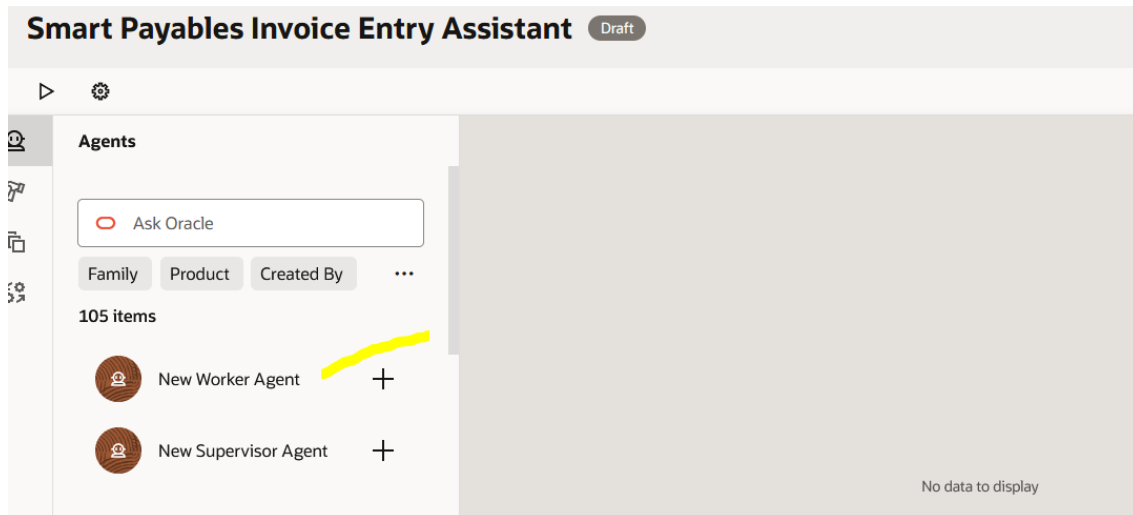 Smart Payables Invoice Entry Assistant Draft
Agents
Ask Oracle
Family Product Created By
105 items
New Worker Agent
New Supervisor Agent
No data to display